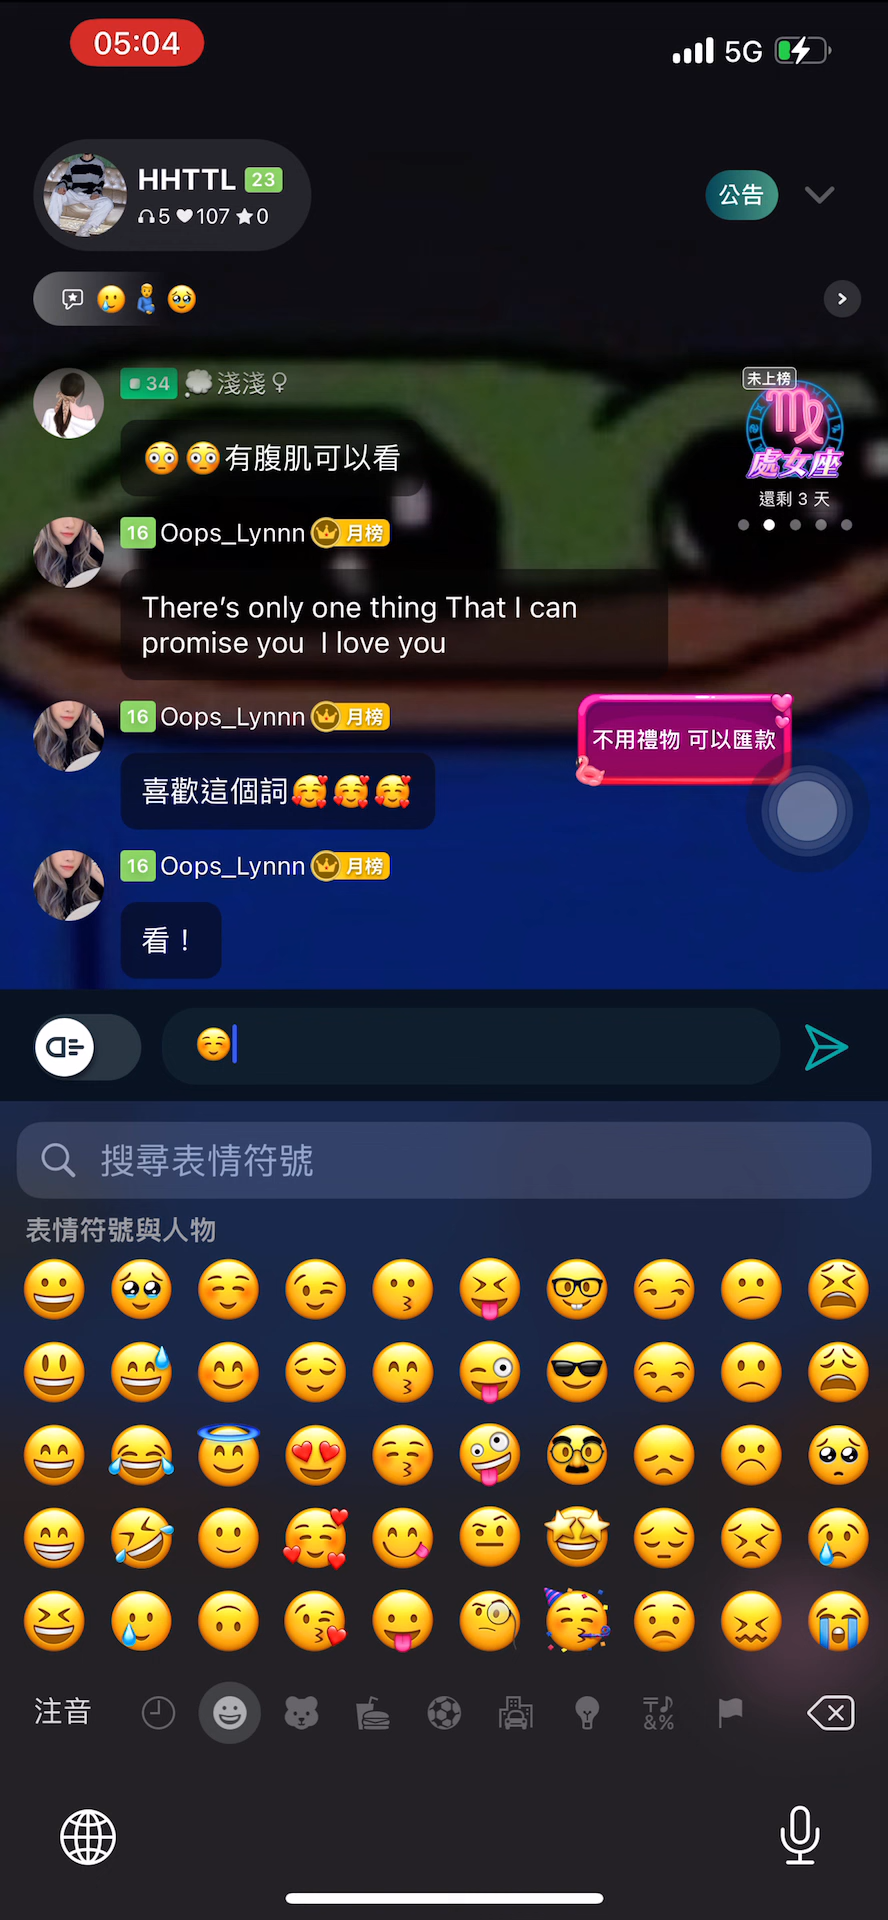 05:04
5G
HHTTL 23
5 107 0
公告
34 淺淺♀
😳😳有腹肌可以看
未上榜
處女座
還剩 3 天
16 Oops_Lynnn 月榜
There's only one thing That I can
promise you I love you
16 Oops_Lynnn 月榜
不用禮物 可以匯款
喜歡這個詞🥰🥰🥰
16 Oops_Lynnn 月榜
看！
搜尋表情符號
表情符號與人物
注音